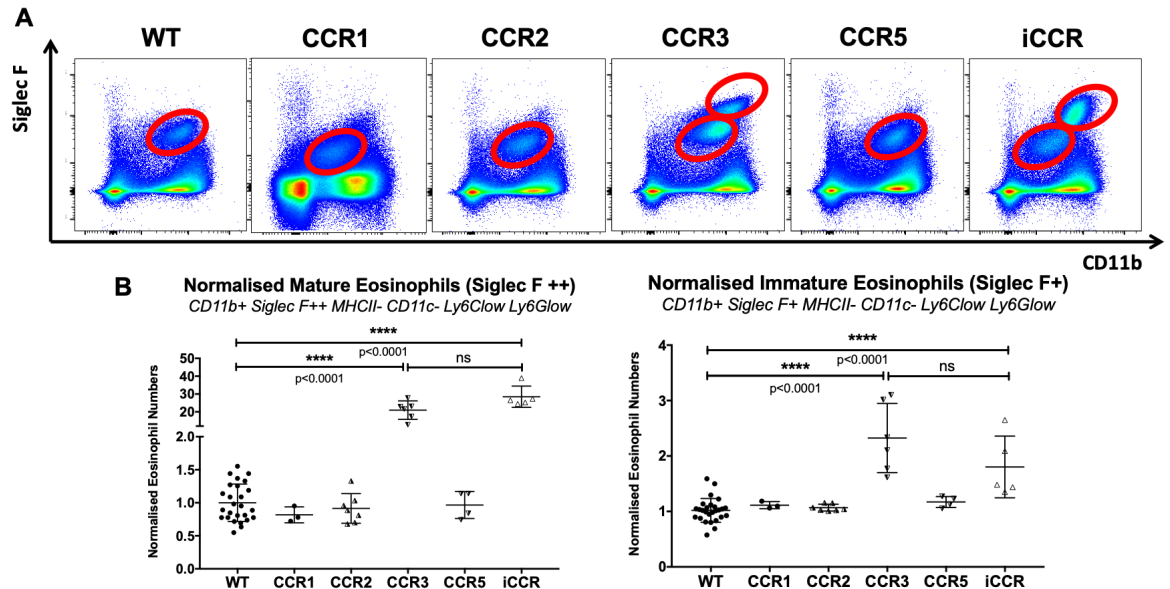 A
WT CCR1 CCR2 CCR3 CCR5 iCCR
Siglec F
CD11b
B
Normalised Mature Eosinophils (Siglec F ++)
CD11b+ Siglec F++ MHCII- CD11c- Ly6Clow Ly6Glow
****
p<0.0001
****
ns
p<0.0001
Normalised Eosinophil Numbers
50
40
30
20
2.0
1.5
1.0
0.5
0.0
WT CCR1 CCR2 CCR3 CCR5 iCCR
Normalised Immature Eosinophils (Siglec F+)
CD11b+ Siglec F+ MHCII- CD11c- Ly6Clow Ly6Glow
****
p<0.0001
****
ns
p<0.0001
Normalised Eosinophil Numbers
4
3
2
1
0
WT CCR1 CCR2 CCR3 CCR5 iCCR